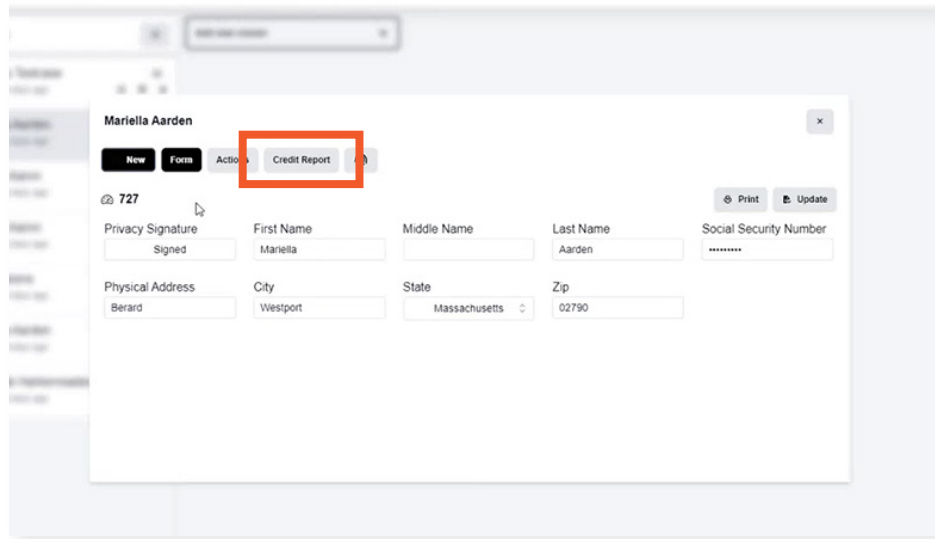 Mariella Aarden
×
New Form Actions Credit Report
727
Print Update
Privacy Signature First Name Middle Name Last Name Social Security Number
Signed Mariella Aarden •••••••••
Physical Address City State Zip
Berard Westport Massachusetts 02790